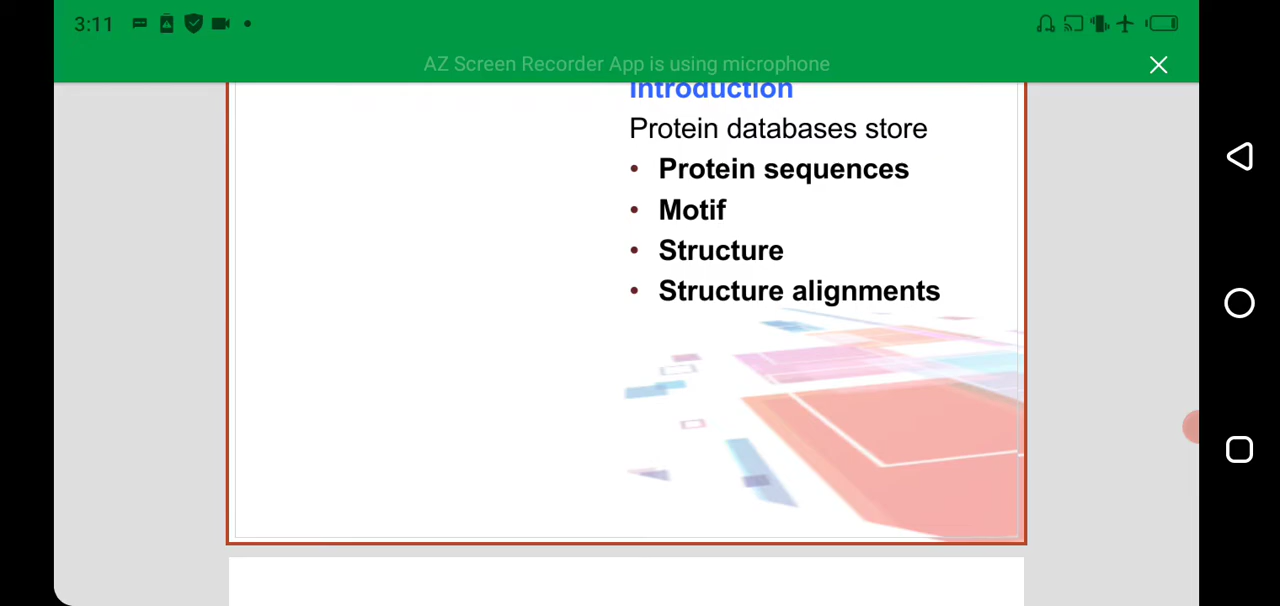 3:11
AZ Screen Recorder App is using microphone
Introduction
Protein databases store
• Protein sequences
• Motif
• Structure
• Structure alignments